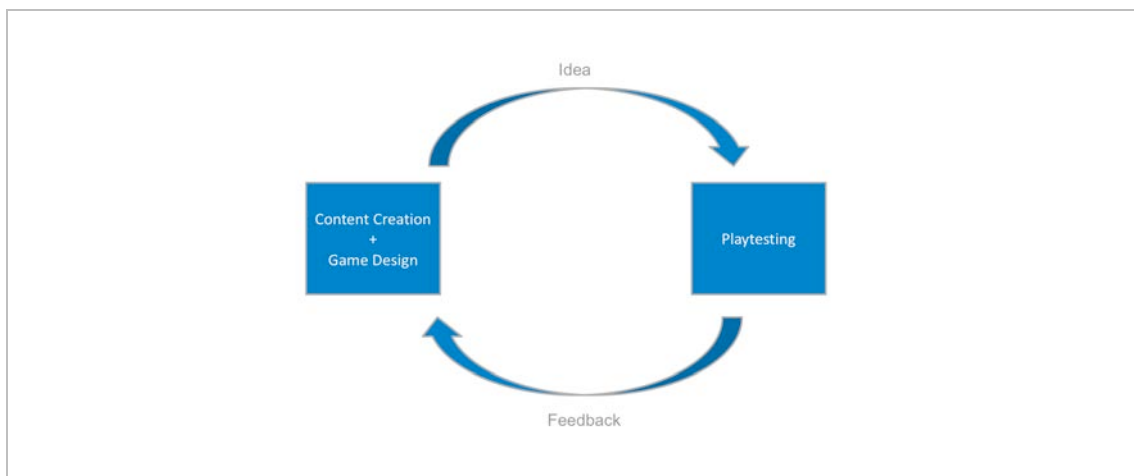 Idea
Content Creation
+
Game Design
Playtesting
Feedback